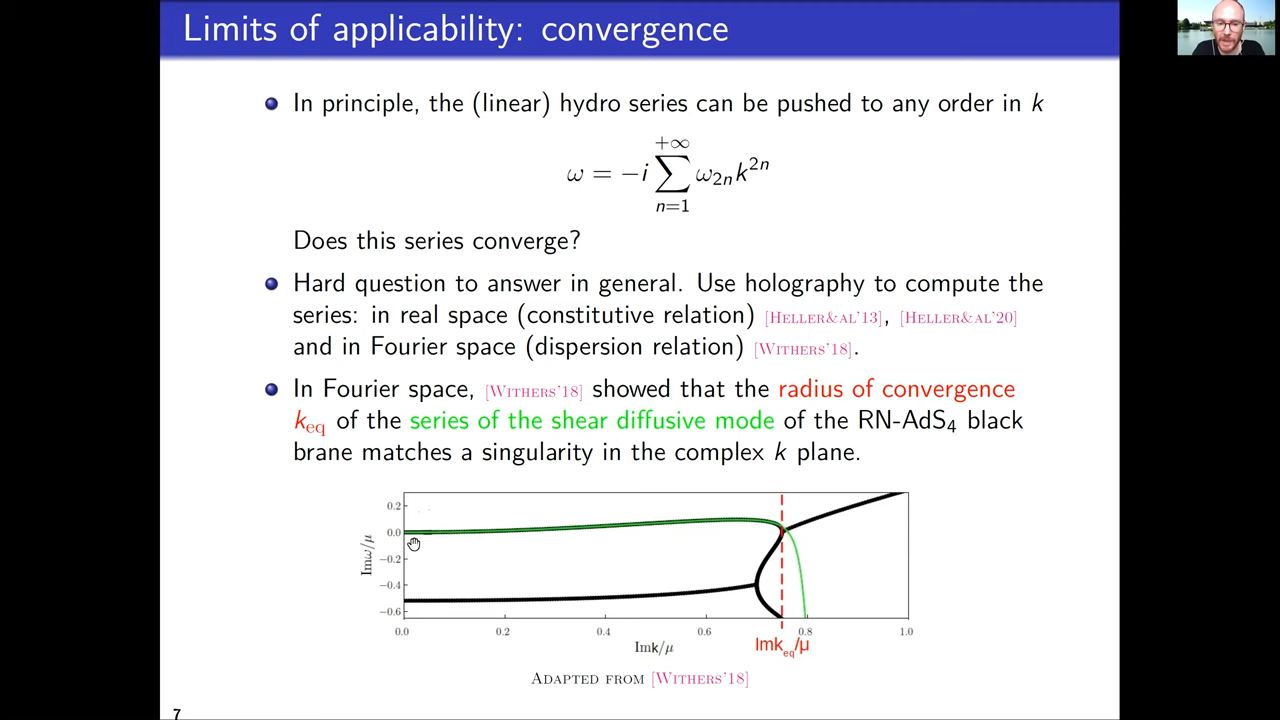 Limits of applicability: convergence
In principle, the (linear) hydro series can be pushed to any order in k
ω = −i ∑ₙ₌₁⁺∞ ω₂ₙk²ⁿ
Does this series converge?
Hard question to answer in general. Use holography to compute the
series: in real space (constitutive relation) [Heller&al'13], [Heller&al'20]
and in Fourier space (dispersion relation) [Withers'18].
In Fourier space, [Withers'18] showed that the radius of convergence
k_eq of the series of the shear diffusive mode of the RN-AdS₄ black
brane matches a singularity in the complex k plane.
0.2
0.0
−0.2
−0.4
−0.6
Imω/μ
0.0 0.2 0.4 0.6 0.8 1.0
Imk/μ
Imk_eq/μ
Adapted from [Withers'18]
7